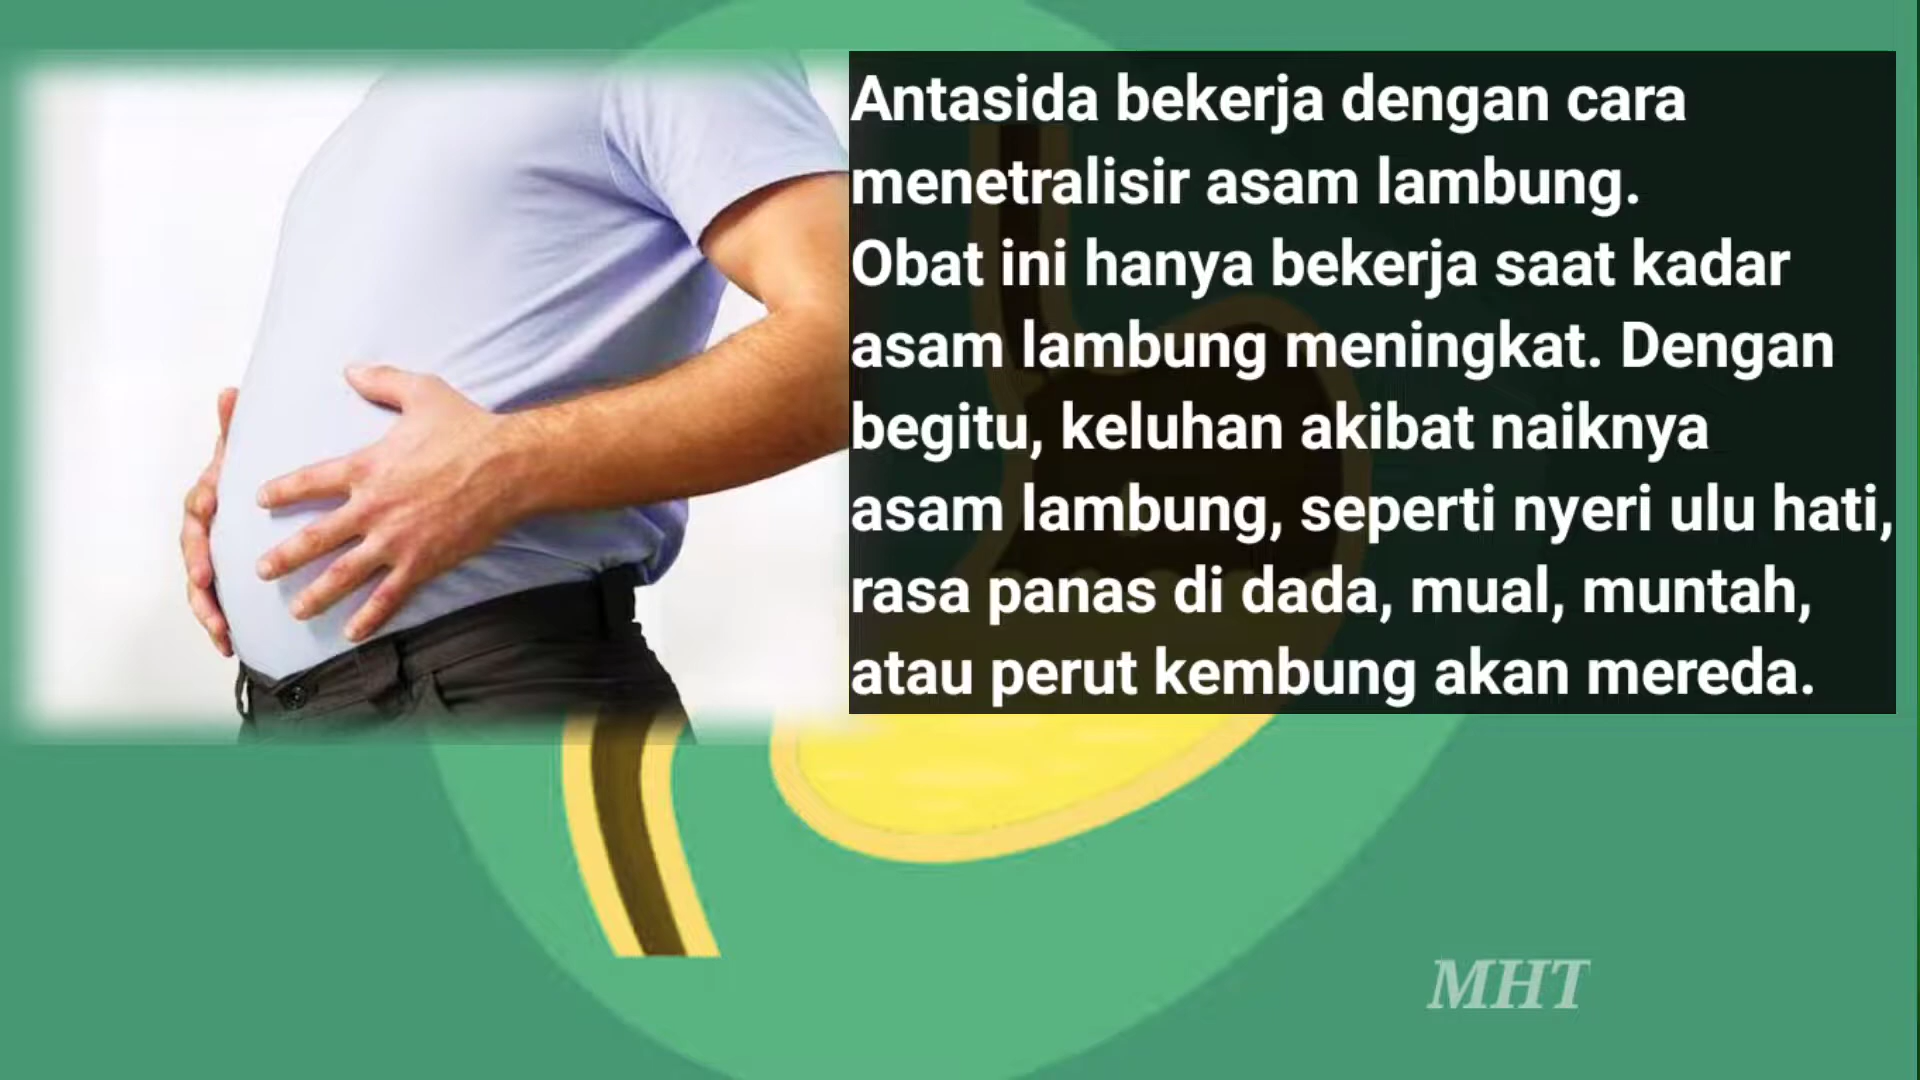 Antasida bekerja dengan cara
menetralisir asam lambung.
Obat ini hanya bekerja saat kadar
asam lambung meningkat. Dengan
begitu, keluhan akibat naiknya
asam lambung, seperti nyeri ulu hati,
rasa panas di dada, mual, muntah,
atau perut kembung akan mereda.
MHT